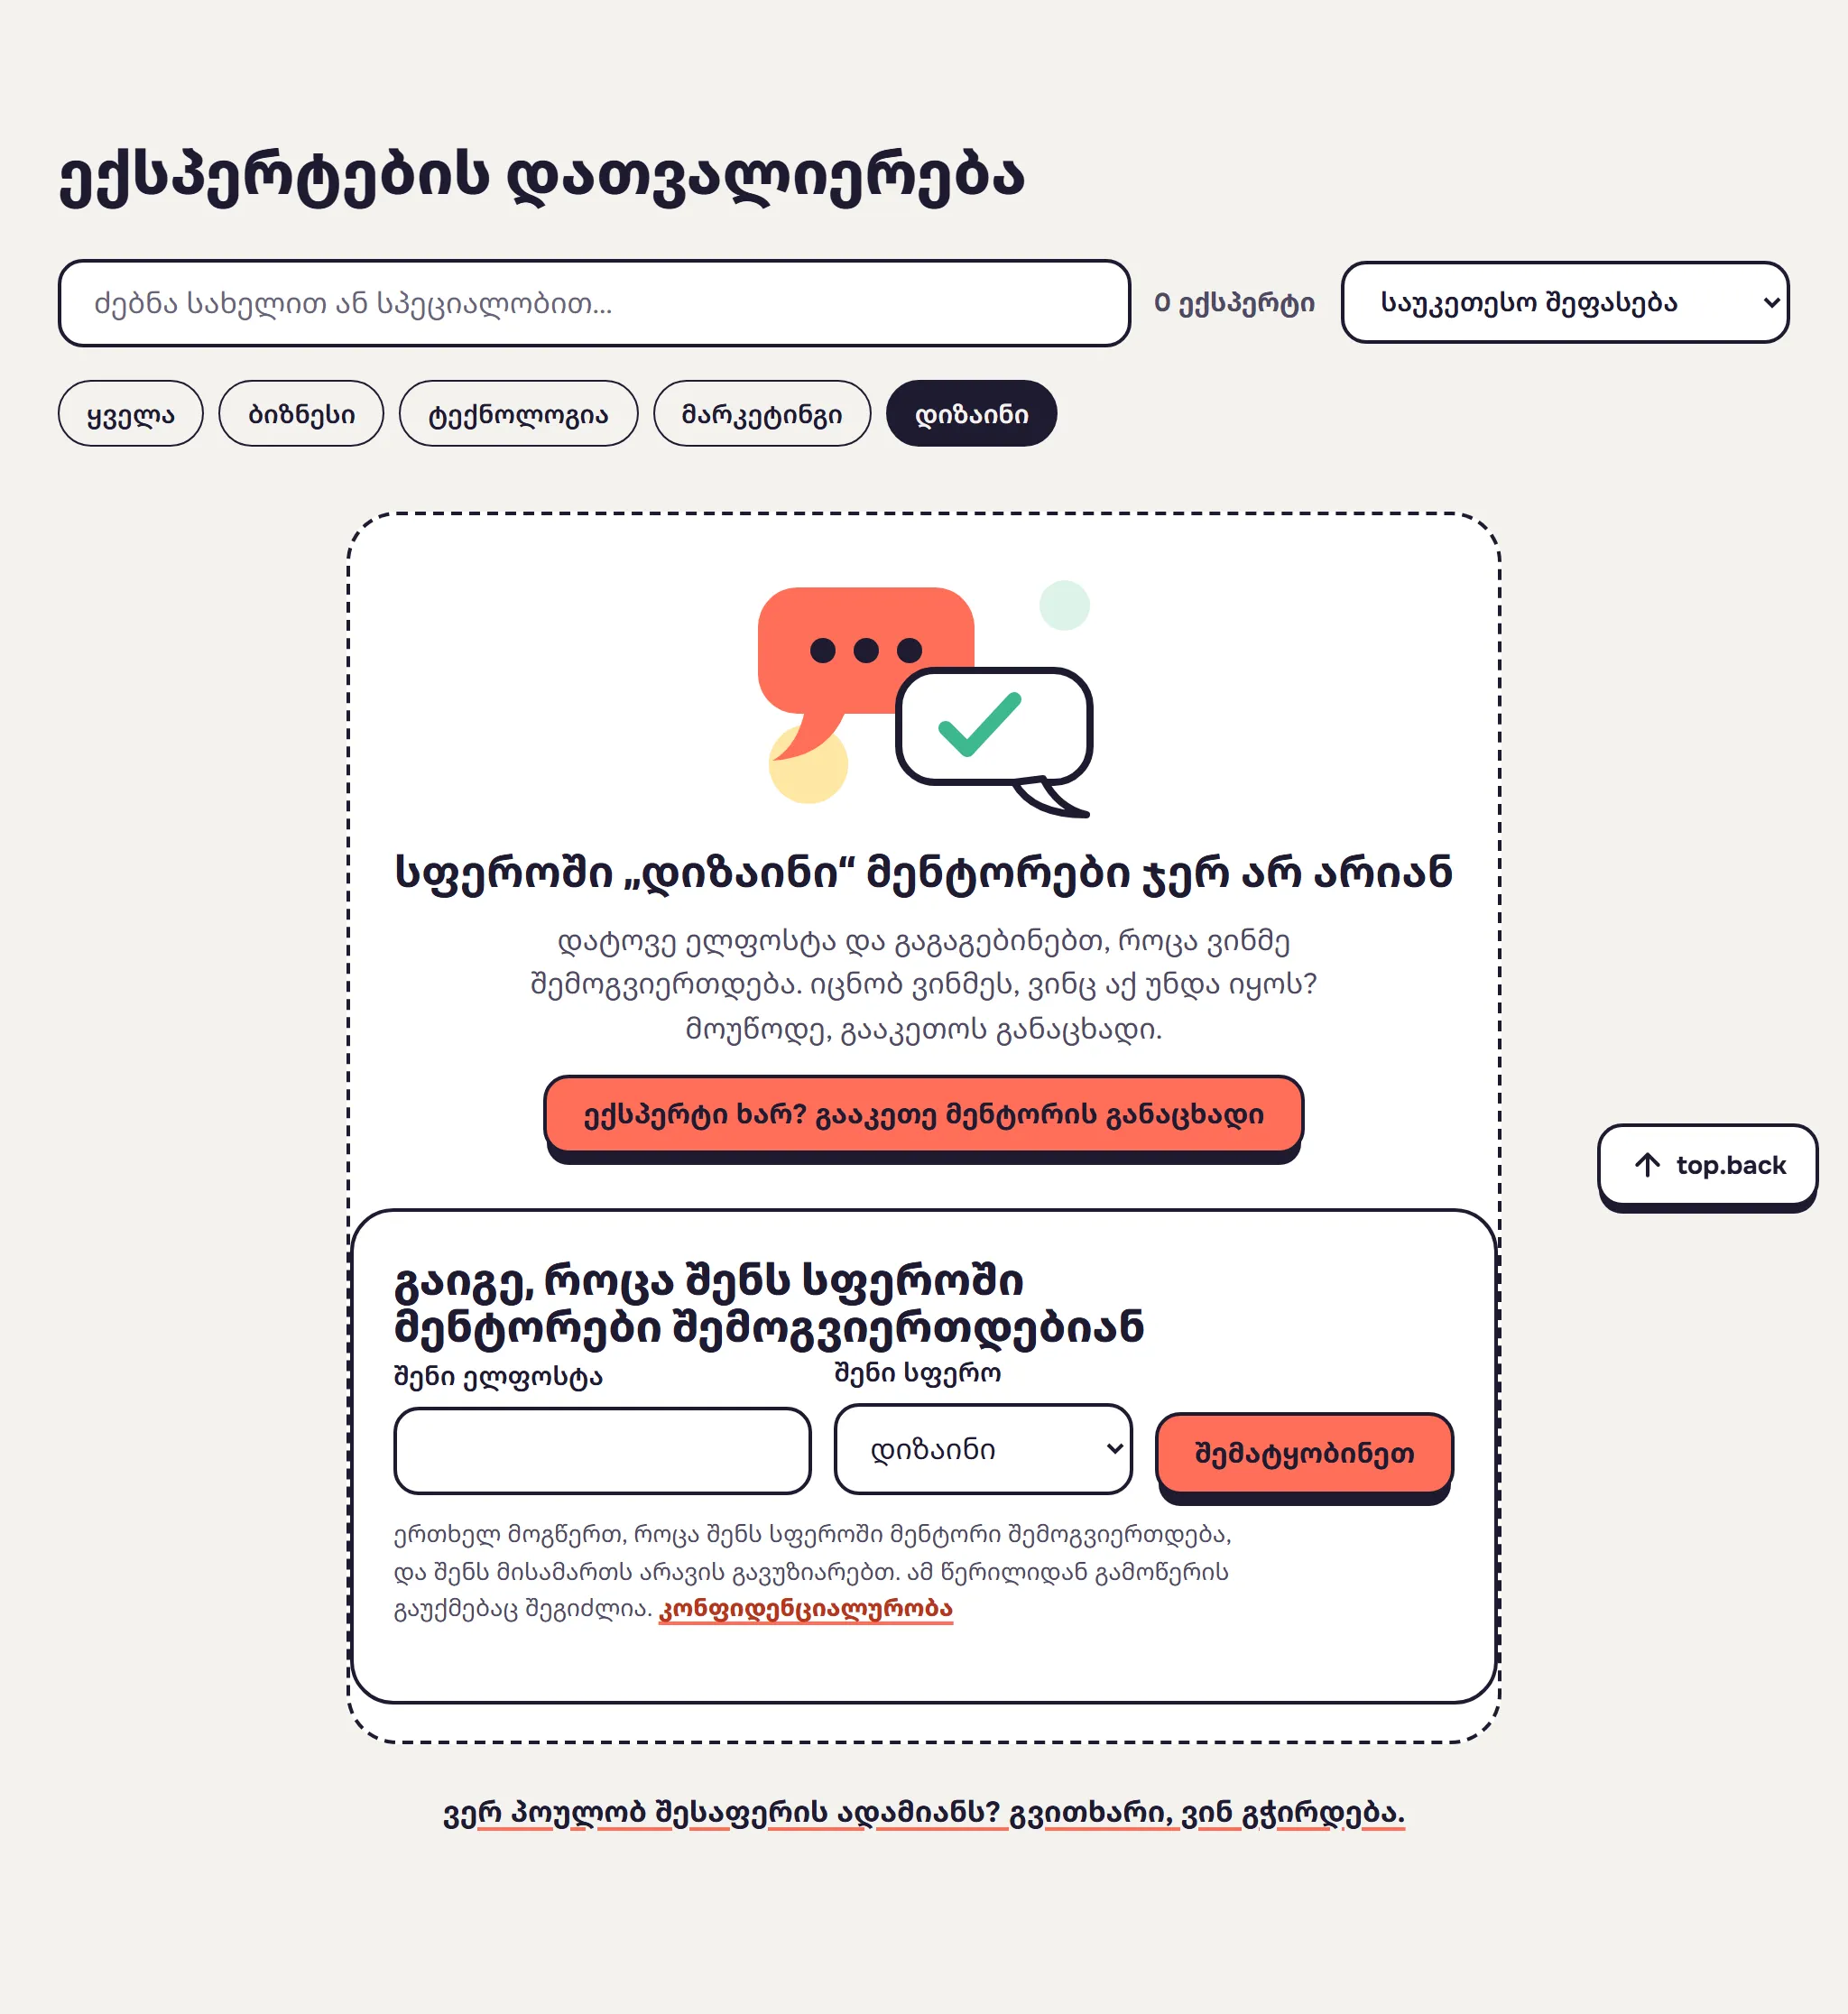 ექსპერტების დათვალიერება
ძებნა სახელით ან სპეციალობით...
0 ექსპერტი
საუკეთესო შეფასება
ყველა
ბიზნესი
ტექნოლოგია
მარკეტინგი
დიზაინი
სფეროში „დიზაინი“ მენტორები ჯერ არ არიან
დატოვე ელფოსტა და გაგაგებინებთ, როცა ვინმე
შემოგვიერთდება. იცნობ ვინმეს, ვინც აქ უნდა იყოს?
მოუწოდე, გააკეთოს განაცხადი.
ექსპერტი ხარ? გააკეთე მენტორის განაცხადი
top.back
გაიგე, როცა შენს სფეროში
მენტორები შემოგვიერთდებიან
შენი ელფოსტა
შენი სფერო
დიზაინი
შემატყობინეთ
ერთხელ მოგწერთ, როცა შენს სფეროში მენტორი შემოგვიერთდება,
და შენს მისამართს არავის გავუზიარებთ. ამ წერილიდან გამოწერის
გაუქმებაც შეგიძლია. კონფიდენციალურობა
ვერ პოულობ შესაფერის ადამიანს? გვითხარი, ვინ გჭირდება.